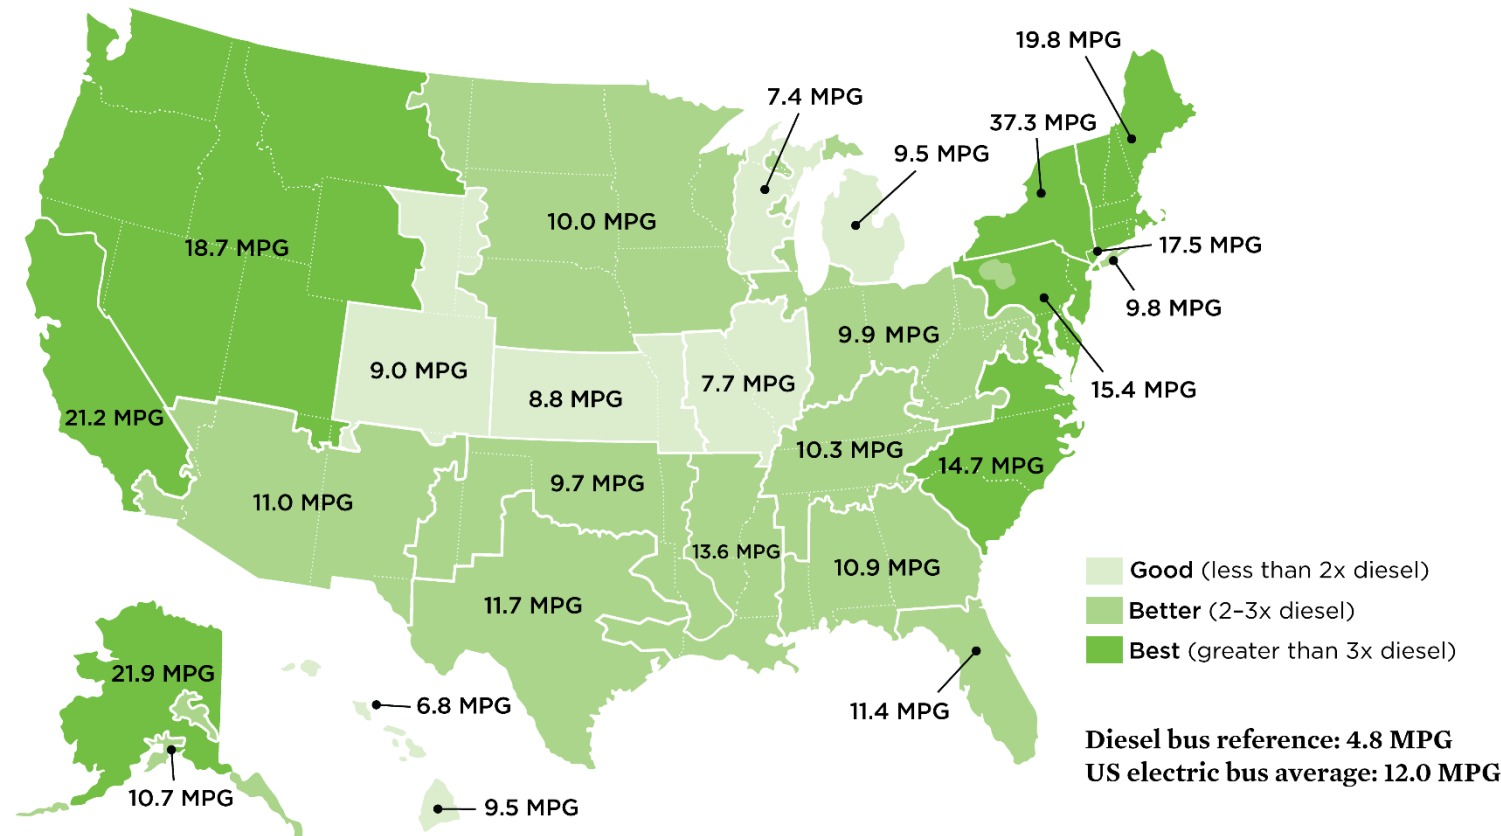 19.8 MPG
7.4 MPG
37.3 MPG
9.5 MPG
10.0 MPG
18.7 MPG
17.5 MPG
9.8 MPG
9.9 MPG
9.0 MPG
7.7 MPG
15.4 MPG
8.8 MPG
21.2 MPG
10.3 MPG
14.7 MPG
9.7 MPG
11.0 MPG
13.6 MPG
10.9 MPG
11.7 MPG
21.9 MPG
6.8 MPG
11.4 MPG
10.7 MPG
9.5 MPG
Good (less than 2x diesel)
Better (2–3x diesel)
Best (greater than 3x diesel)
Diesel bus reference: 4.8 MPG
US electric bus average: 12.0 MPG